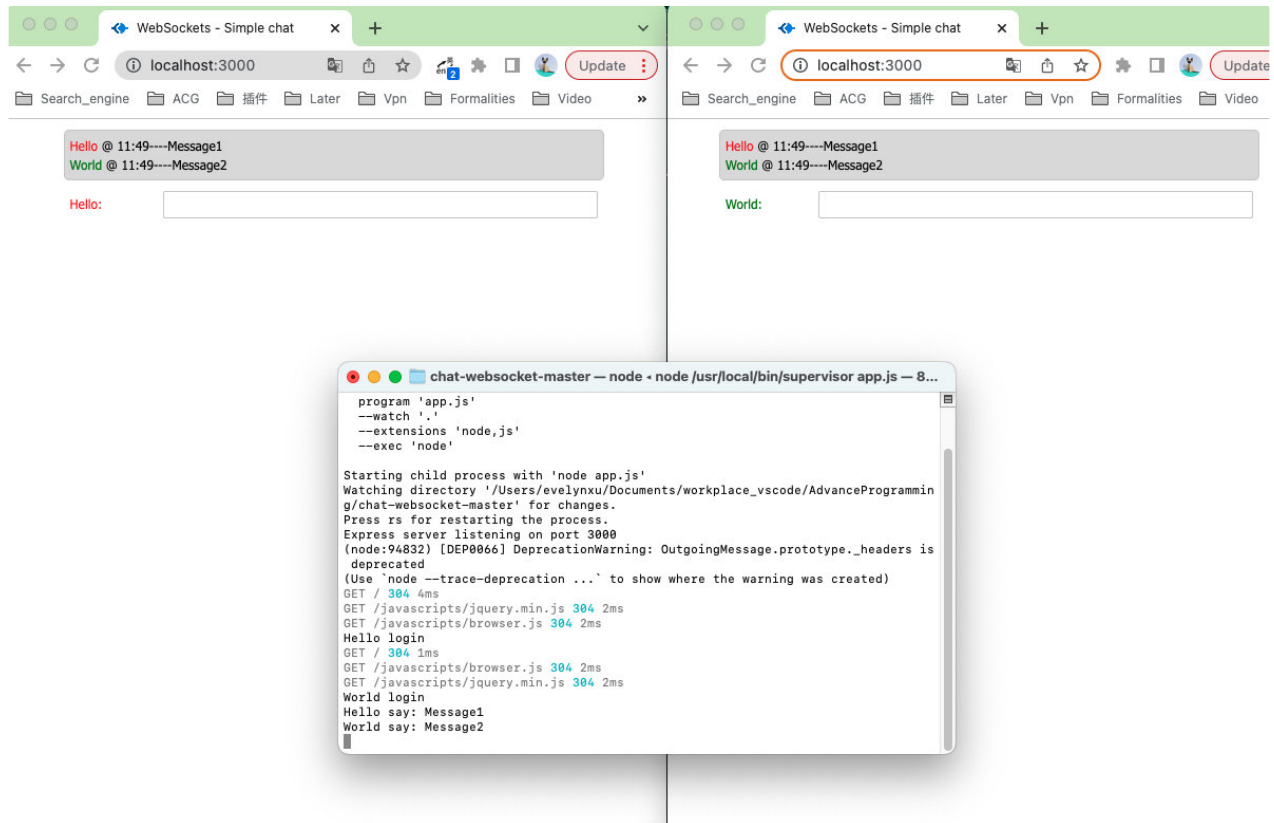 WebSockets - Simple chat
localhost:3000
en 2
Update
Search_engine ACG 插件 Later Vpn Formalities Video »
Hello @ 11:49----Message1
World @ 11:49----Message2
Hello:
WebSockets - Simple chat
localhost:3000
Update
Search_engine ACG 插件 Later Vpn Formalities Video
Hello @ 11:49----Message1
World @ 11:49----Message2
World:
chat-websocket-master — node ◂ node /usr/local/bin/supervisor app.js — 8...
program 'app.js'
--watch '.'
--extensions 'node,js'
--exec 'node'
Starting child process with 'node app.js'
Watching directory '/Users/evelynxu/Documents/workplace_vscode/AdvanceProgrammin
g/chat-websocket-master' for changes.
Press rs for restarting the process.
Express server listening on port 3000
(node:94832) [DEP0066] DeprecationWarning: OutgoingMessage.prototype._headers is
deprecated
(Use `node --trace-deprecation ...` to show where the warning was created)
GET / 304 4ms
GET /javascripts/jquery.min.js 304 2ms
GET /javascripts/browser.js 304 2ms
Hello login
GET / 304 1ms
GET /javascripts/browser.js 304 2ms
GET /javascripts/jquery.min.js 304 2ms
World login
Hello say: Message1
World say: Message2